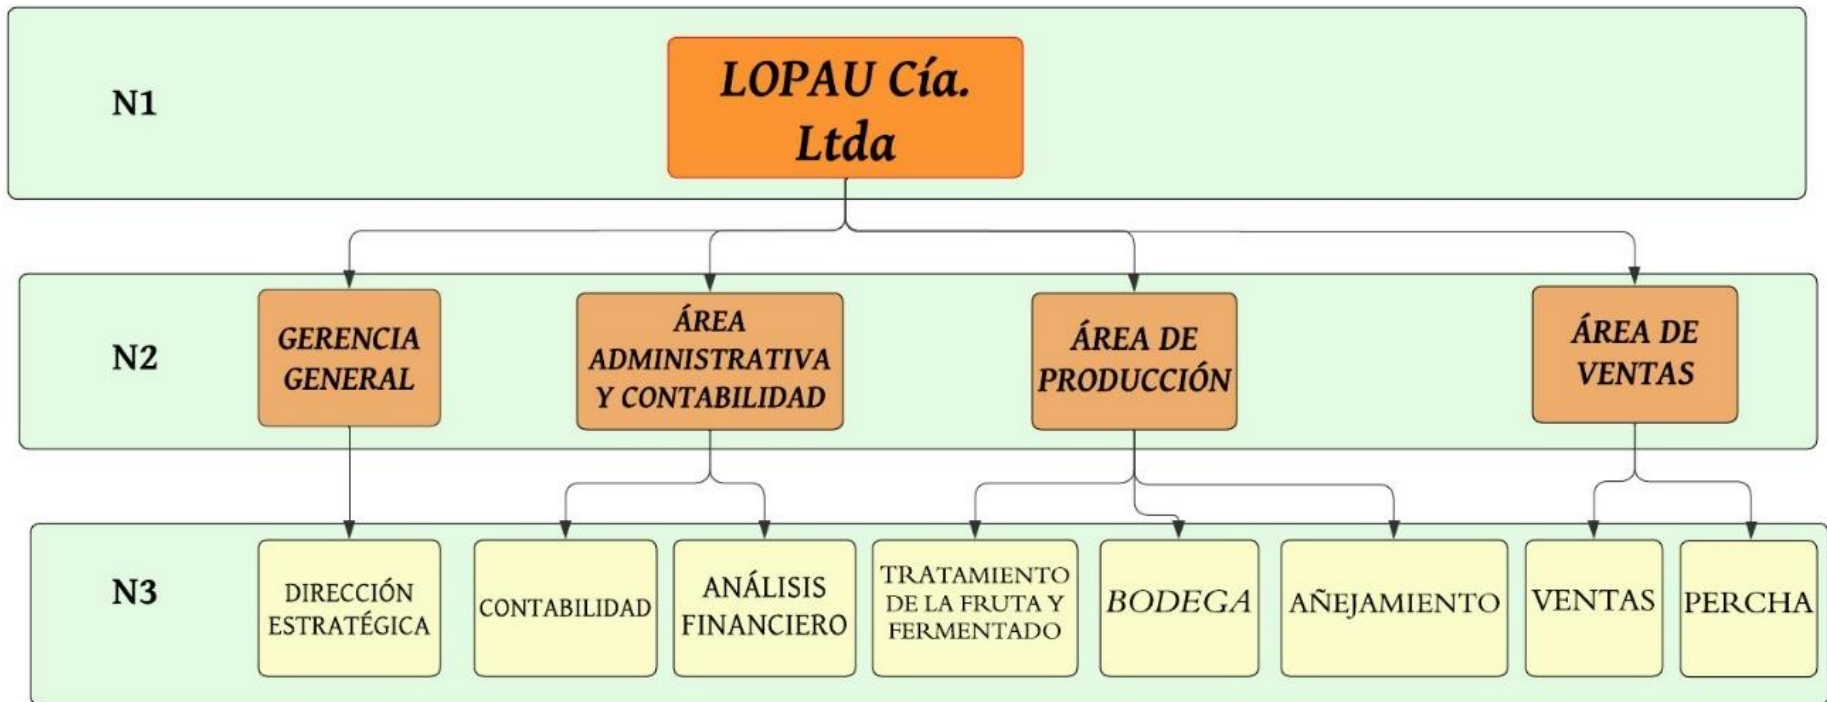 N1
LOPAU Cía.
Ltda
N2
GERENCIA
GENERAL
ÁREA
ADMINISTRATIVA
Y CONTABILIDAD
ÁREA DE
PRODUCCIÓN
ÁREA DE
VENTAS
N3
DIRECCIÓN
ESTRATÉGICA
CONTABILIDAD
ANÁLISIS
FINANCIERO
TRATAMIENTO
DE LA FRUTA Y
FERMENTADO
BODEGA
AÑEJAMIENTO
VENTAS
PERCHA